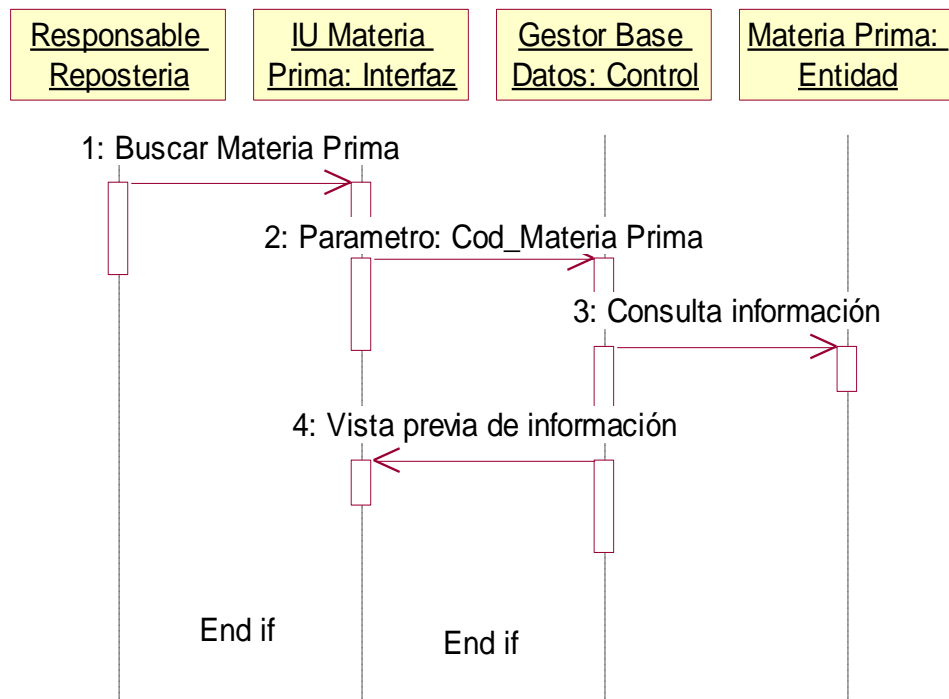 Responsable
Reposteria
IU Materia
Prima: Interfaz
Gestor Base
Datos: Control
Materia Prima:
Entidad
1: Buscar Materia Prima
2: Parametro: Cod_Materia Prima
3: Consulta información
4: Vista previa de información
End if
End if